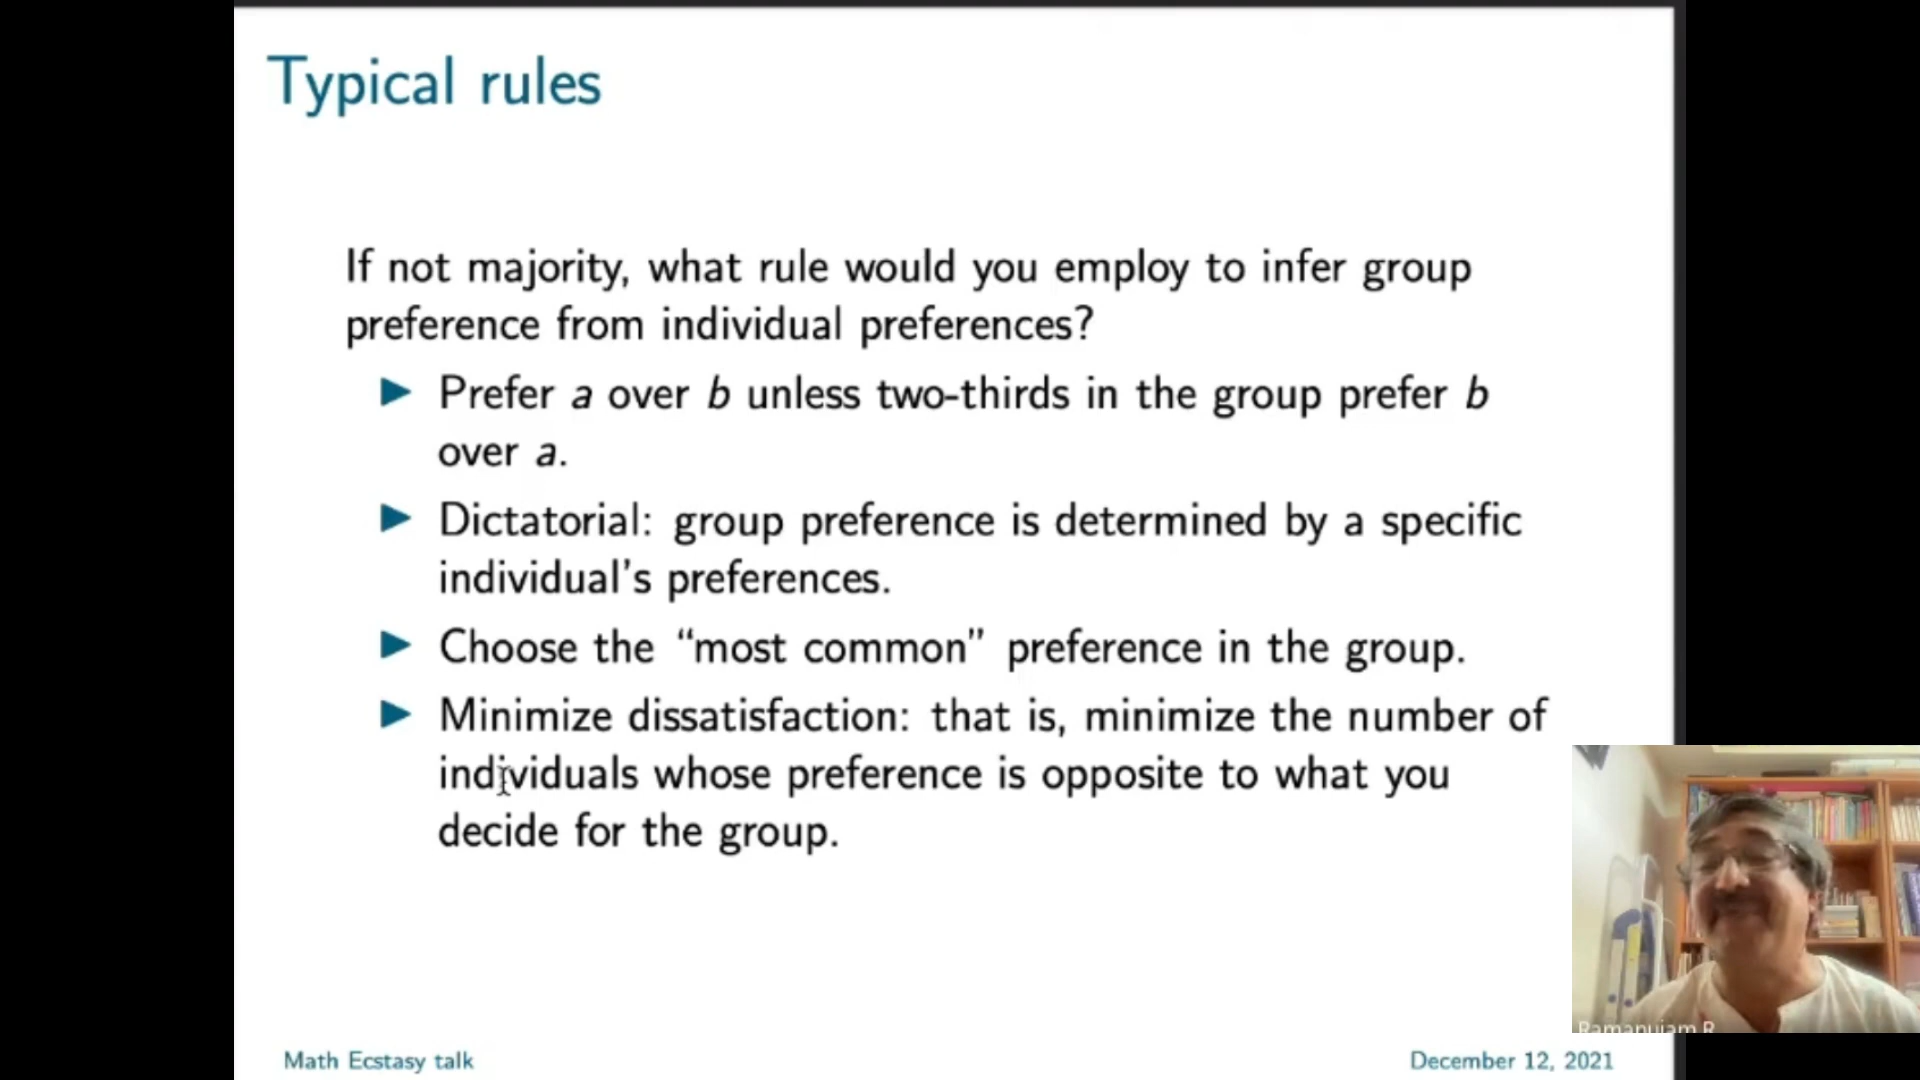 Typical rules
If not majority, what rule would you employ to infer group
preference from individual preferences?
▶ Prefer a over b unless two-thirds in the group prefer b
over a.
▶ Dictatorial: group preference is determined by a specific
individual's preferences.
▶ Choose the “most common” preference in the group.
▶ Minimize dissatisfaction: that is, minimize the number of
individuals whose preference is opposite to what you
decide for the group.
Ramanujam R
Math Ecstasy talk
December 12, 2021